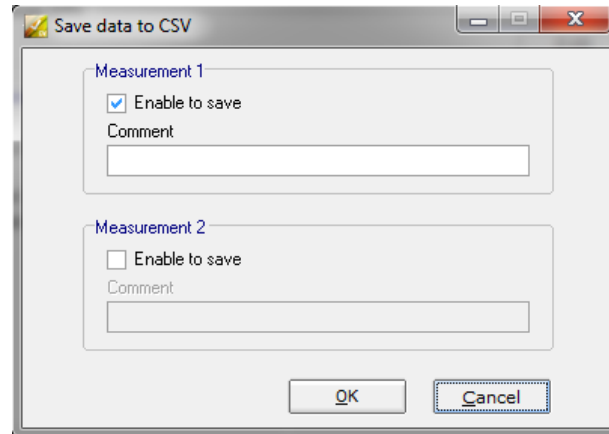 Save data to CSV
Measurement 1
Enable to save
Comment
Measurement 2
Enable to save
Comment
OK Cancel